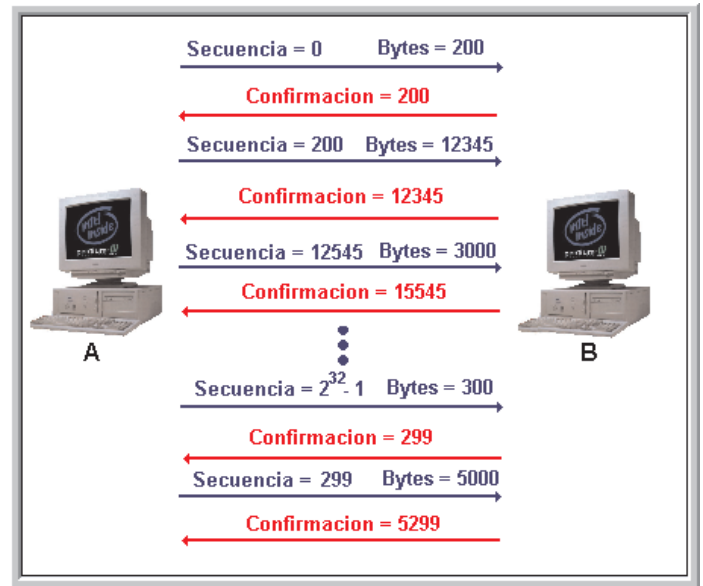 Secuencia = 0 Bytes = 200
Confirmacion = 200
Secuencia = 200 Bytes = 12345
Confirmacion = 12345
Secuencia = 12545 Bytes = 3000
Confirmacion = 15545
A
B
Secuencia = 2^32 - 1 Bytes = 300
Confirmacion = 299
Secuencia = 299 Bytes = 5000
Confirmacion = 5299